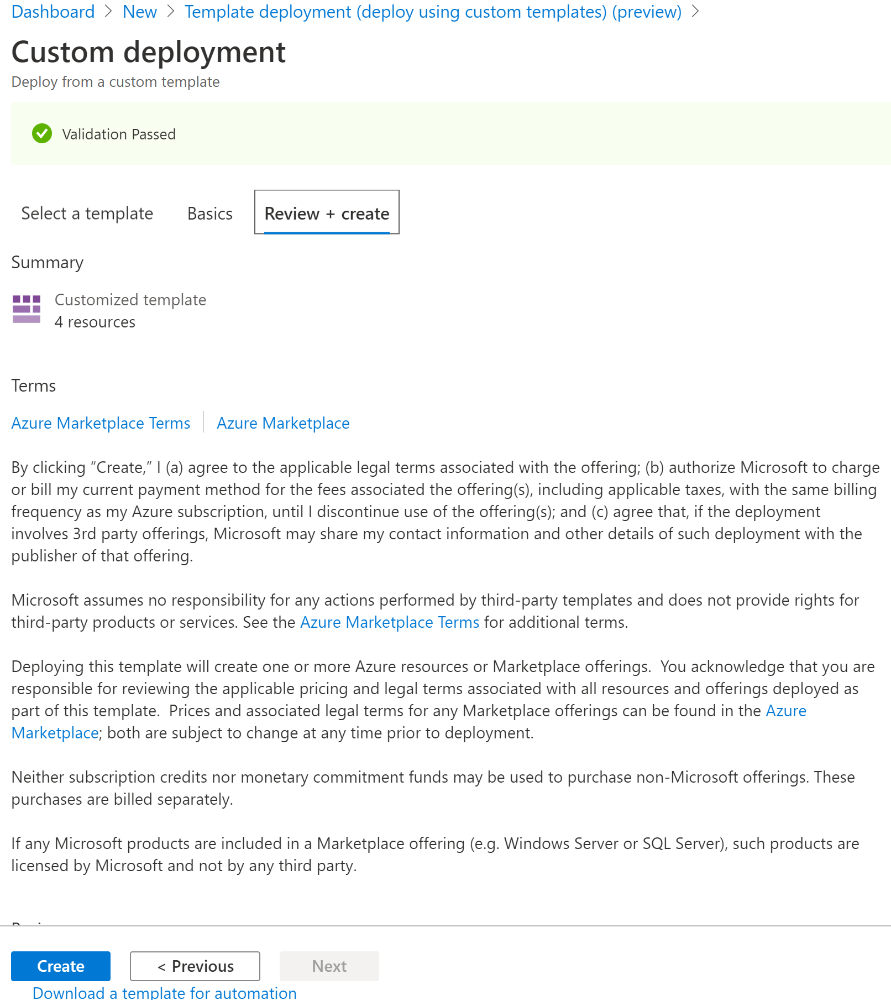 Dashboard > New > Template deployment (deploy using custom templates) (preview) >
Custom deployment
Deploy from a custom template
Validation Passed
Select a template Basics Review + create
Summary
Customized template
4 resources
Terms
Azure Marketplace Terms Azure Marketplace
By clicking “Create,” I (a) agree to the applicable legal terms associated with the offering; (b) authorize Microsoft to charge
or bill my current payment method for the fees associated the offering(s), including applicable taxes, with the same billing
frequency as my Azure subscription, until I discontinue use of the offering(s); and (c) agree that, if the deployment
involves 3rd party offerings, Microsoft may share my contact information and other details of such deployment with the
publisher of that offering.
Microsoft assumes no responsibility for any actions performed by third-party templates and does not provide rights for
third-party products or services. See the Azure Marketplace Terms for additional terms.
Deploying this template will create one or more Azure resources or Marketplace offerings.  You acknowledge that you are
responsible for reviewing the applicable pricing and legal terms associated with all resources and offerings deployed as
part of this template.  Prices and associated legal terms for any Marketplace offerings can be found in the Azure
Marketplace; both are subject to change at any time prior to deployment.
Neither subscription credits nor monetary commitment funds may be used to purchase non-Microsoft offerings. These
purchases are billed separately.
If any Microsoft products are included in a Marketplace offering (e.g. Windows Server or SQL Server), such products are
licensed by Microsoft and not by any third party.
Create < Previous Next
Download a template for automation